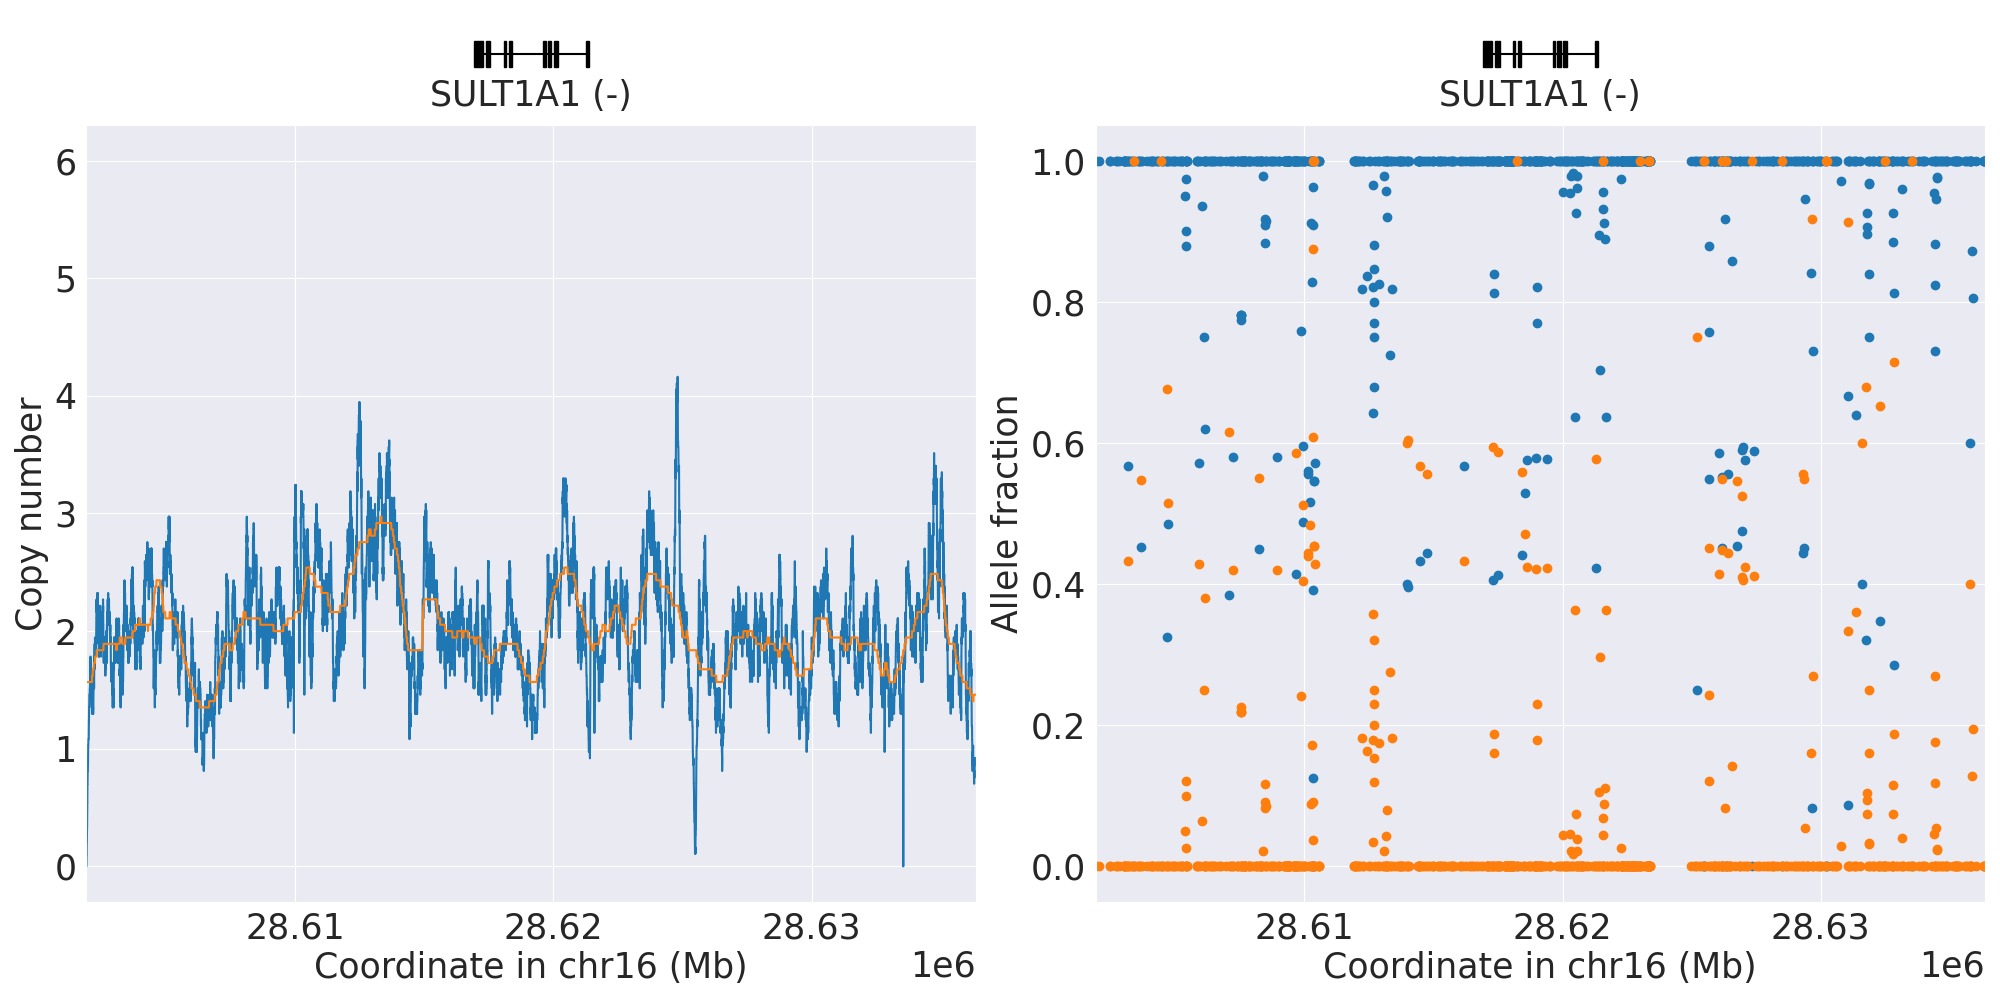 SULT1A1 (-)
SULT1A1 (-)
6
5
4
3
2
1
0
Copy number
28.61
28.62
28.63
Coordinate in chr16 (Mb)
1e6
1.0
0.8
0.6
0.4
0.2
0.0
Allele fraction
28.61
28.62
28.63
Coordinate in chr16 (Mb)
1e6